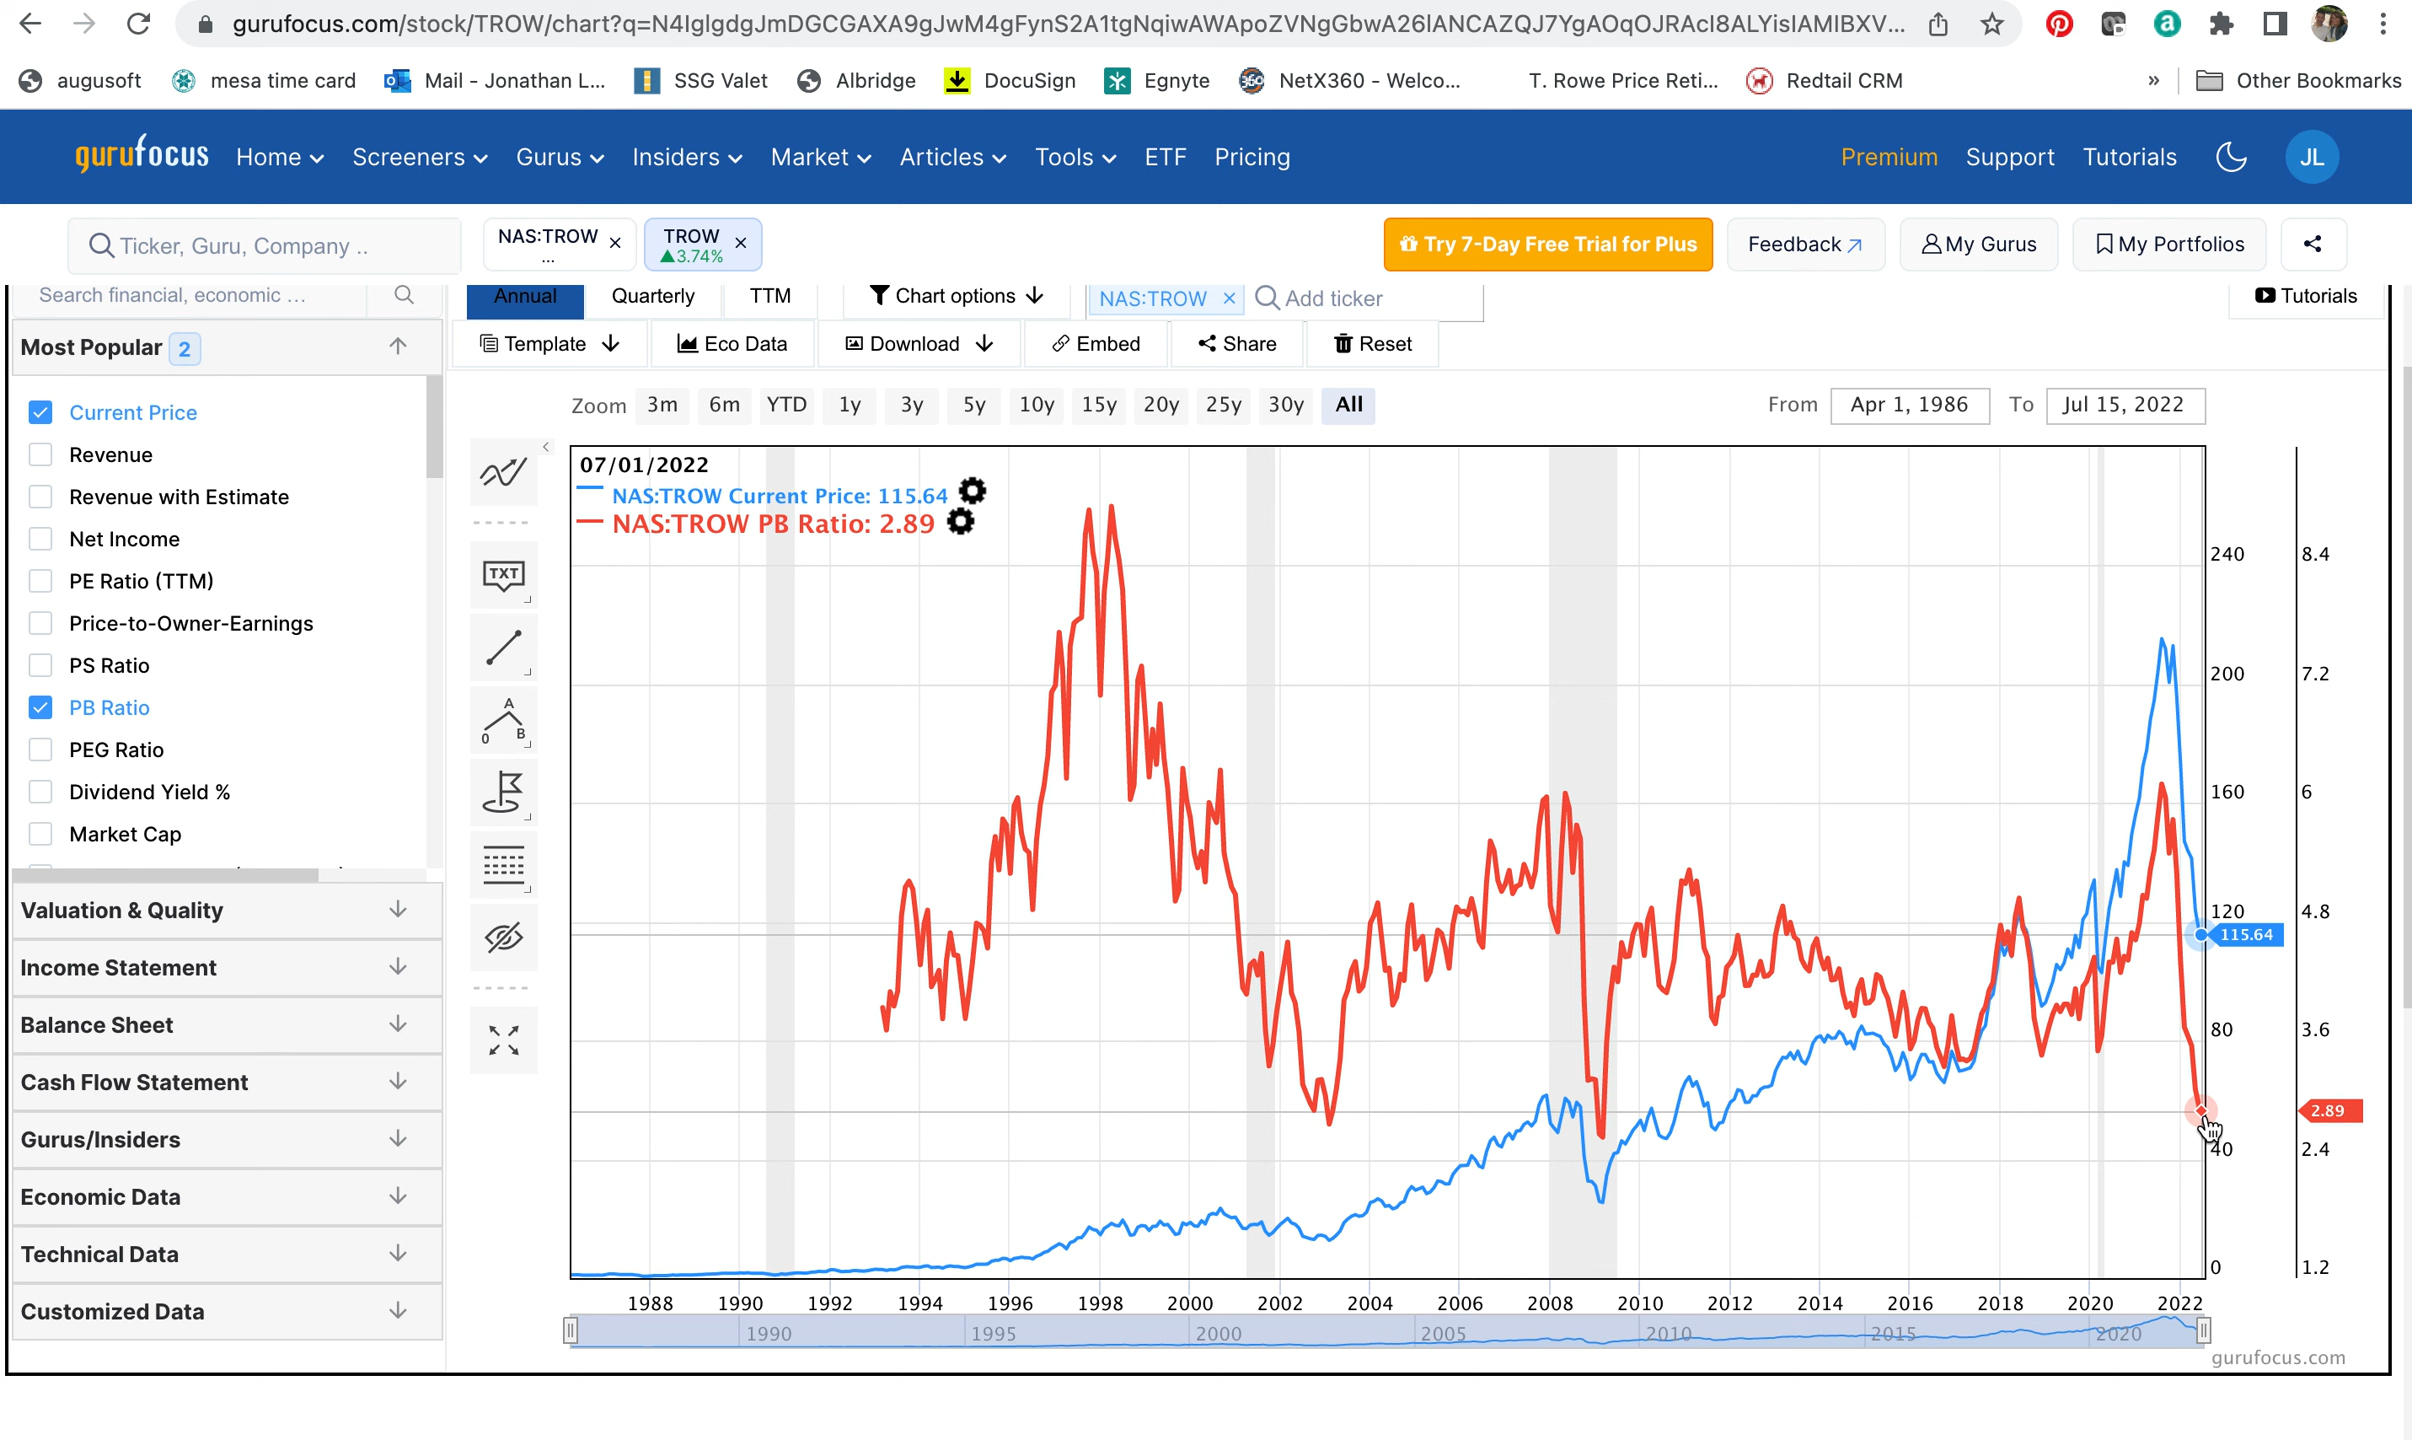 gurufocus.com/stock/TROW/chart?q=N4IgIgdgJmDGCGAXA9gJwM4gFynS2A1tgNqiwAWApoZVNgGbwA26IANCAZQJ7YgAOqOJRAcI8ALYisIAMIBXV...
augusoft mesa time card Mail - Jonathan L... SSG Valet Albridge DocuSign Egnyte NetX360 - Welco... T. Rowe Price Reti... Redtail CRM » Other Bookmarks
gurufocus Home Screeners Gurus Insiders Market Articles Tools ETF Pricing Premium Support Tutorials JL
Ticker, Guru, Company .. NAS:TROW × TROW × Try 7-Day Free Trial for Plus Feedback My Gurus My Portfolios
... ▲3.74%
Search financial, economic ... Annual Quarterly TTM Chart options NAS:TROW × Add ticker Tutorials
Most Popular 2 Template Eco Data Download Embed Share Reset
Zoom 3m 6m YTD 1y 3y 5y 10y 15y 20y 25y 30y All From Apr 1, 1986 To Jul 15, 2022
Current Price
Revenue
Revenue with Estimate
Net Income
PE Ratio (TTM)
Price-to-Owner-Earnings
PS Ratio
PB Ratio
PEG Ratio
Dividend Yield %
Market Cap
Valuation & Quality
Income Statement
Balance Sheet
Cash Flow Statement
Gurus/Insiders
Economic Data
Technical Data
Customized Data
TXT
A
0 B
07/01/2022
NAS:TROW Current Price: 115.64
NAS:TROW PB Ratio: 2.89
240 8.4
200 7.2
160 6
120 4.8
115.64
80 3.6
2.89
40 2.4
0 1.2
1988 1990 1992 1994 1996 1998 2000 2002 2004 2006 2008 2010 2012 2014 2016 2018 2020 2022
1990 1995 2000 2005 2010 2015 2020
gurufocus.com